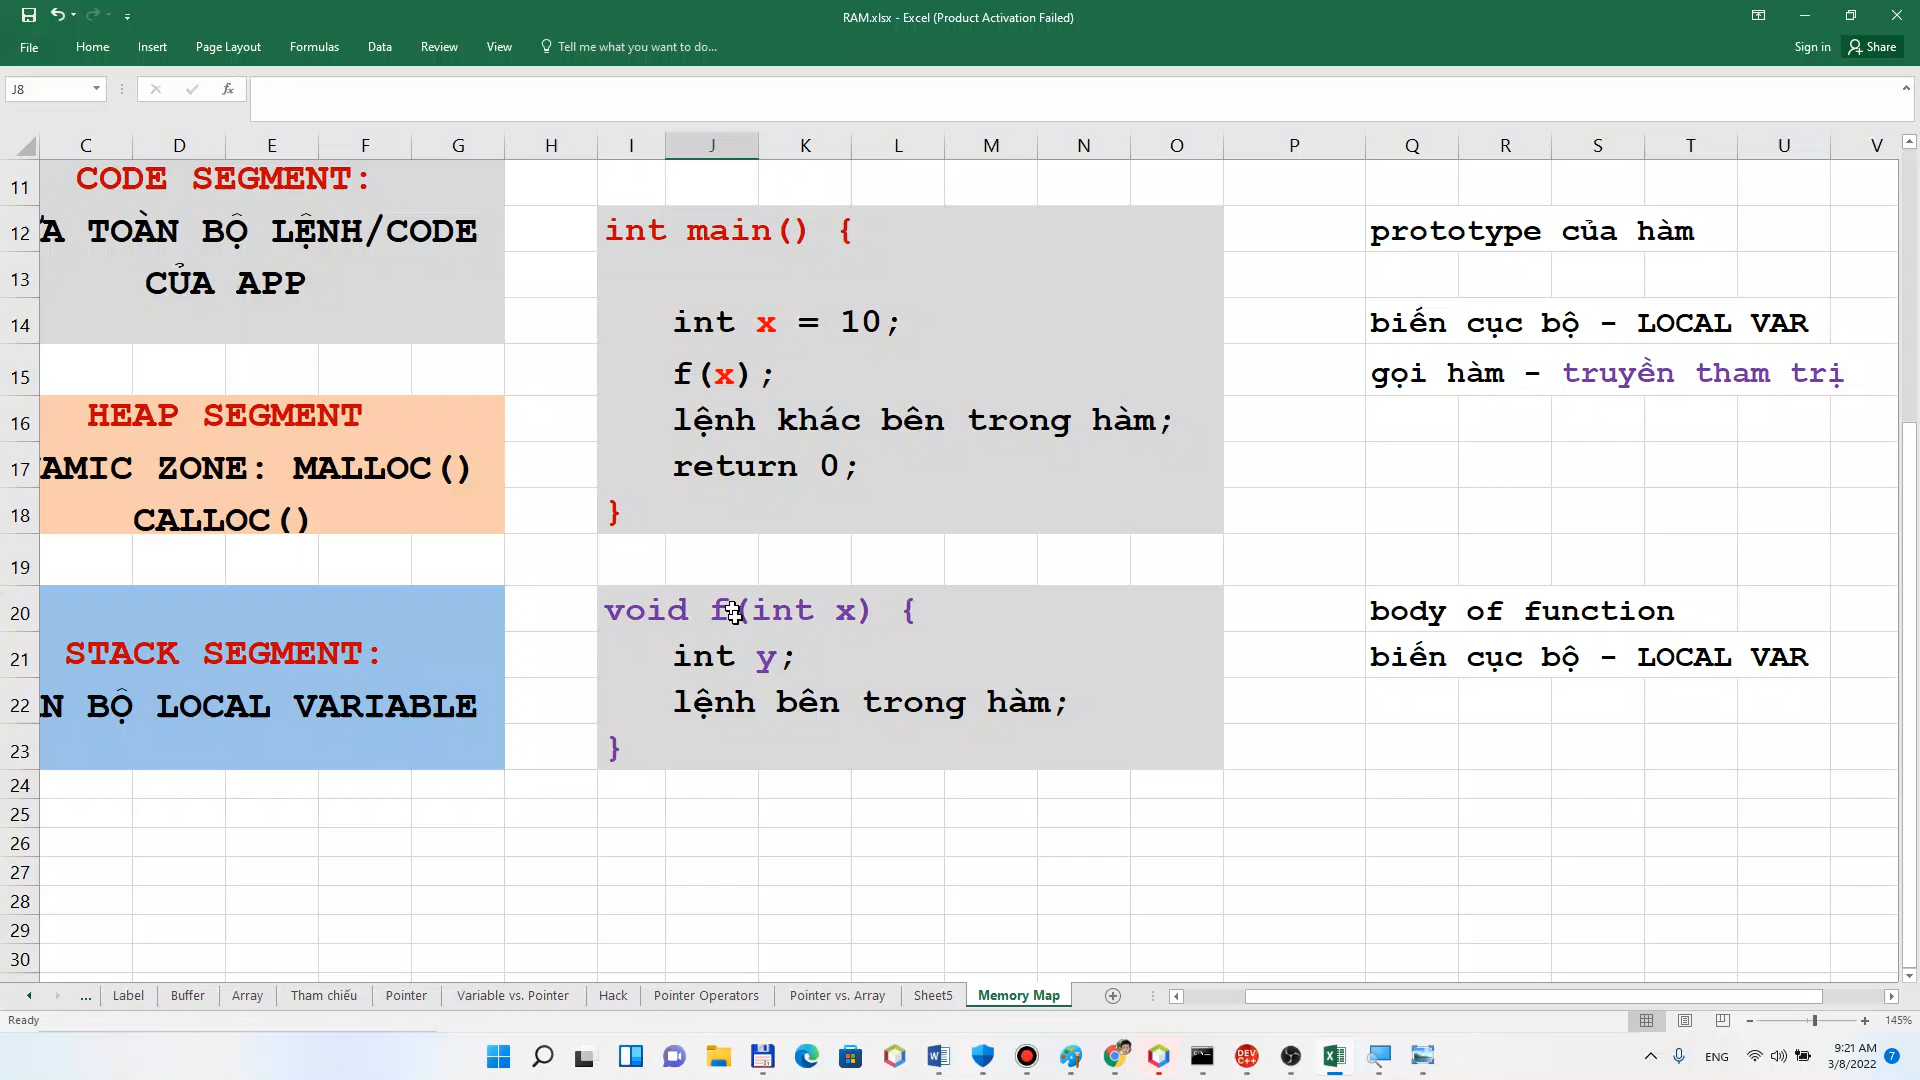 RAM.xlsx - Excel (Product Activation Failed)
File Home Insert Page Layout Formulas Data Review View Tell me what you want to do... Sign in Share
J8 fx
C D E F G H I J K L M N O P Q R S T U V
11 CODE SEGMENT:
12 ỨA TOÀN BỘ LỆNH/CODE int main() { prototype của hàm
13 CỦA APP
14 int x = 10; biến cục bộ - LOCAL VAR
15 f(x); gọi hàm - truyền tham trị
16 HEAP SEGMENT lệnh khác bên trong hàm;
17 AMIC ZONE: MALLOC() return 0;
18 CALLOC() }
19
20 void f(int x) { body of function
21 STACK SEGMENT: int y; biến cục bộ - LOCAL VAR
22 N BỘ LOCAL VARIABLE lệnh bên trong hàm;
23 }
24
25
26
27
28
29
30
... Label Buffer Array Tham chiếu Pointer Variable vs. Pointer Hack Pointer Operators Pointer vs. Array Sheet5 Memory Map
Ready 145%
DEV C++ ENG 9:21 AM 7
3/8/2022